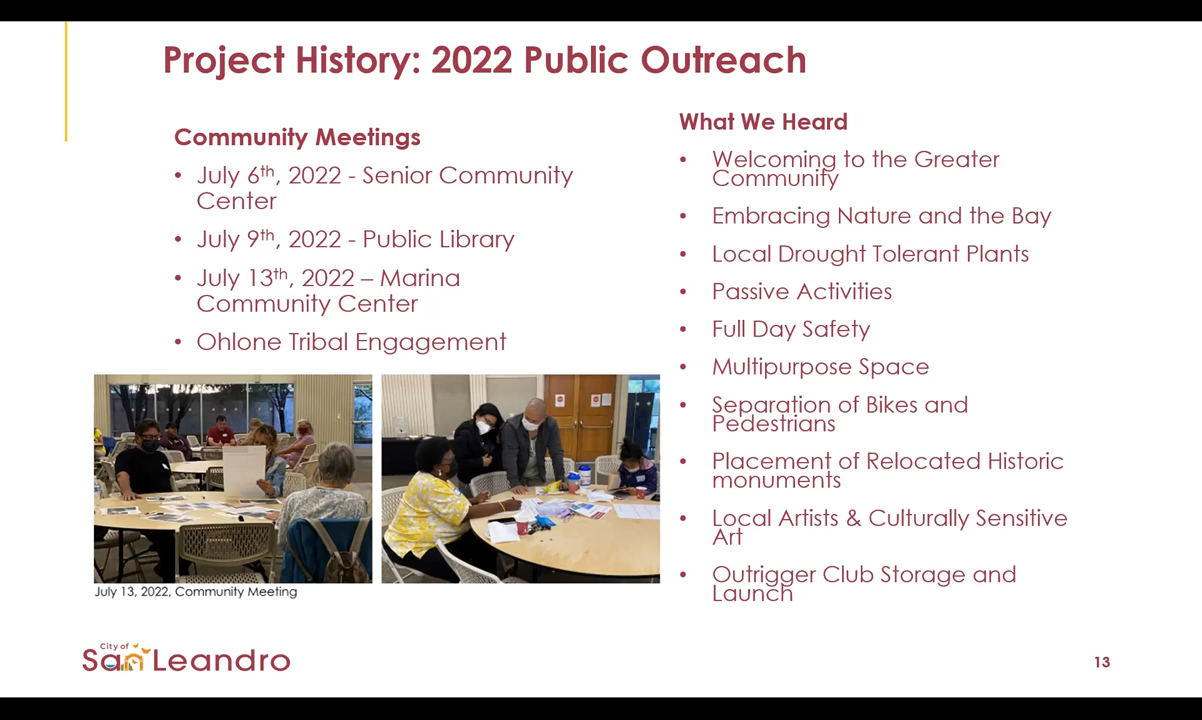 Project History: 2022 Public Outreach
Community Meetings
• July 6th, 2022 - Senior Community
Center
• July 9th, 2022 - Public Library
• July 13th, 2022 – Marina
Community Center
• Ohlone Tribal Engagement
July 13, 2022, Community Meeting
What We Heard
• Welcoming to the Greater
Community
• Embracing Nature and the Bay
• Local Drought Tolerant Plants
• Passive Activities
• Full Day Safety
• Multipurpose Space
• Separation of Bikes and
Pedestrians
• Placement of Relocated Historic
monuments
• Local Artists & Culturally Sensitive
Art
• Outrigger Club Storage and
Launch
City of
San Leandro
13